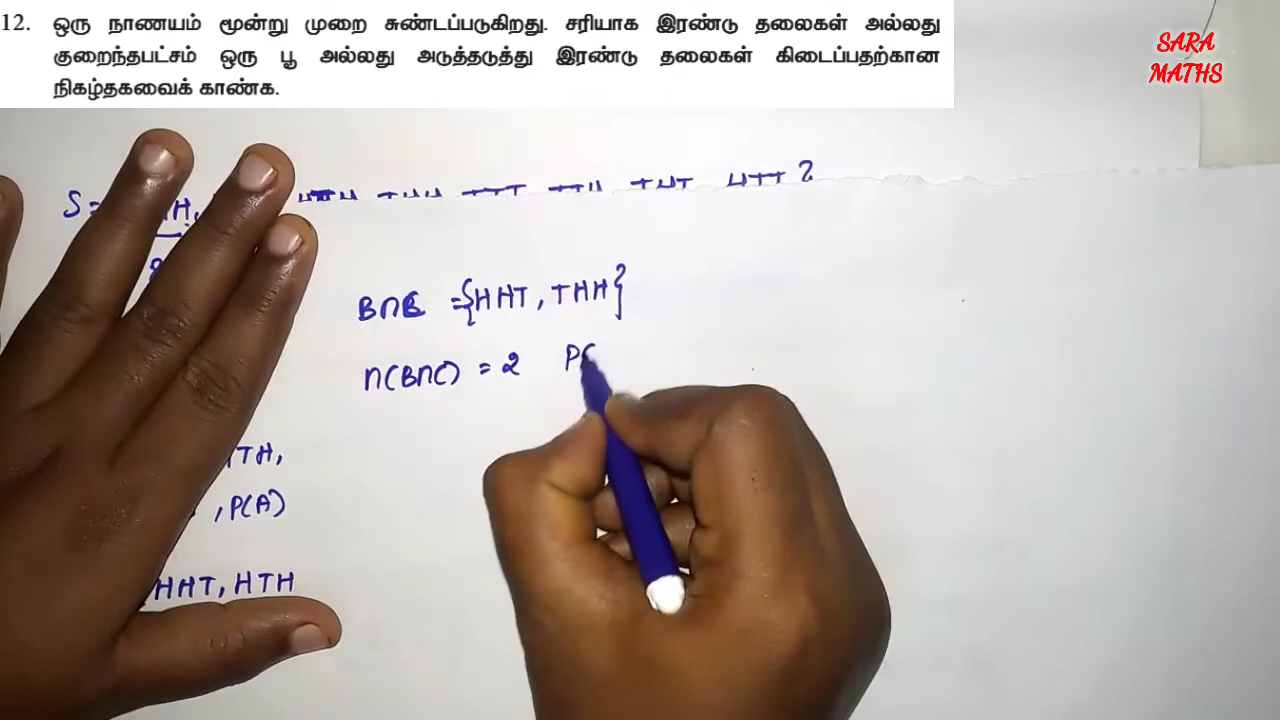 12. ஒரு நாணயம் மூன்று முறை சுண்டப்படுகிறது. சரியாக இரண்டு தலைகள் அல்லது
குறைந்தபட்சம் ஒரு பூ அல்லது அடுத்தடுத்து இரண்டு தலைகள் கிடைப்பதற்கான
நிகழ்தகவைக் காண்க.
SARA
MATHS
S =
B∩C = {HHT, THH}
n(B∩C) = 2 P(
TH,
, P(A)
HHT, HTH